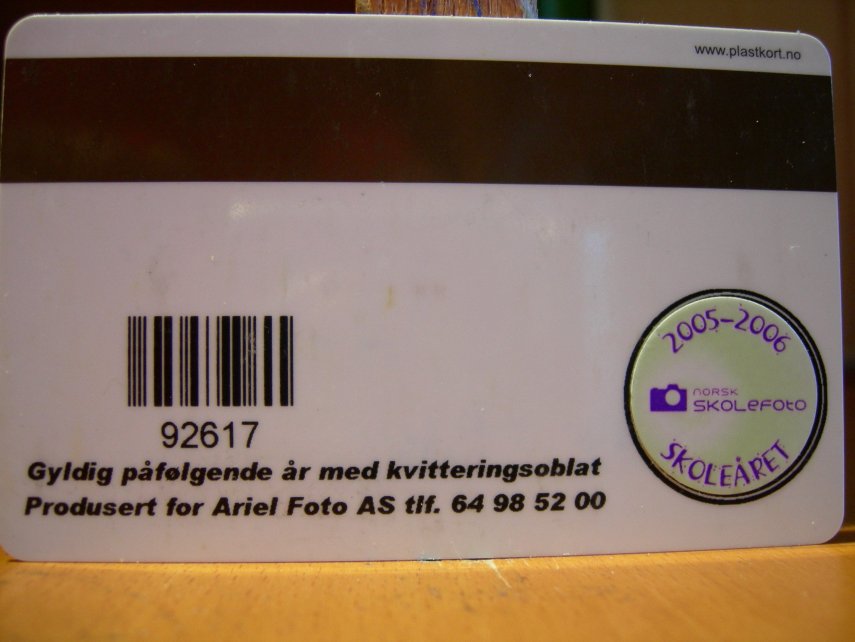 www.plastkort.no
2005-2006
NORSK
SKOLEFOTO
SKOLEÅRET
92617
Gyldig påfølgende år med kvitteringsoblat
Produsert for Ariel Foto AS tlf. 64 98 52 00